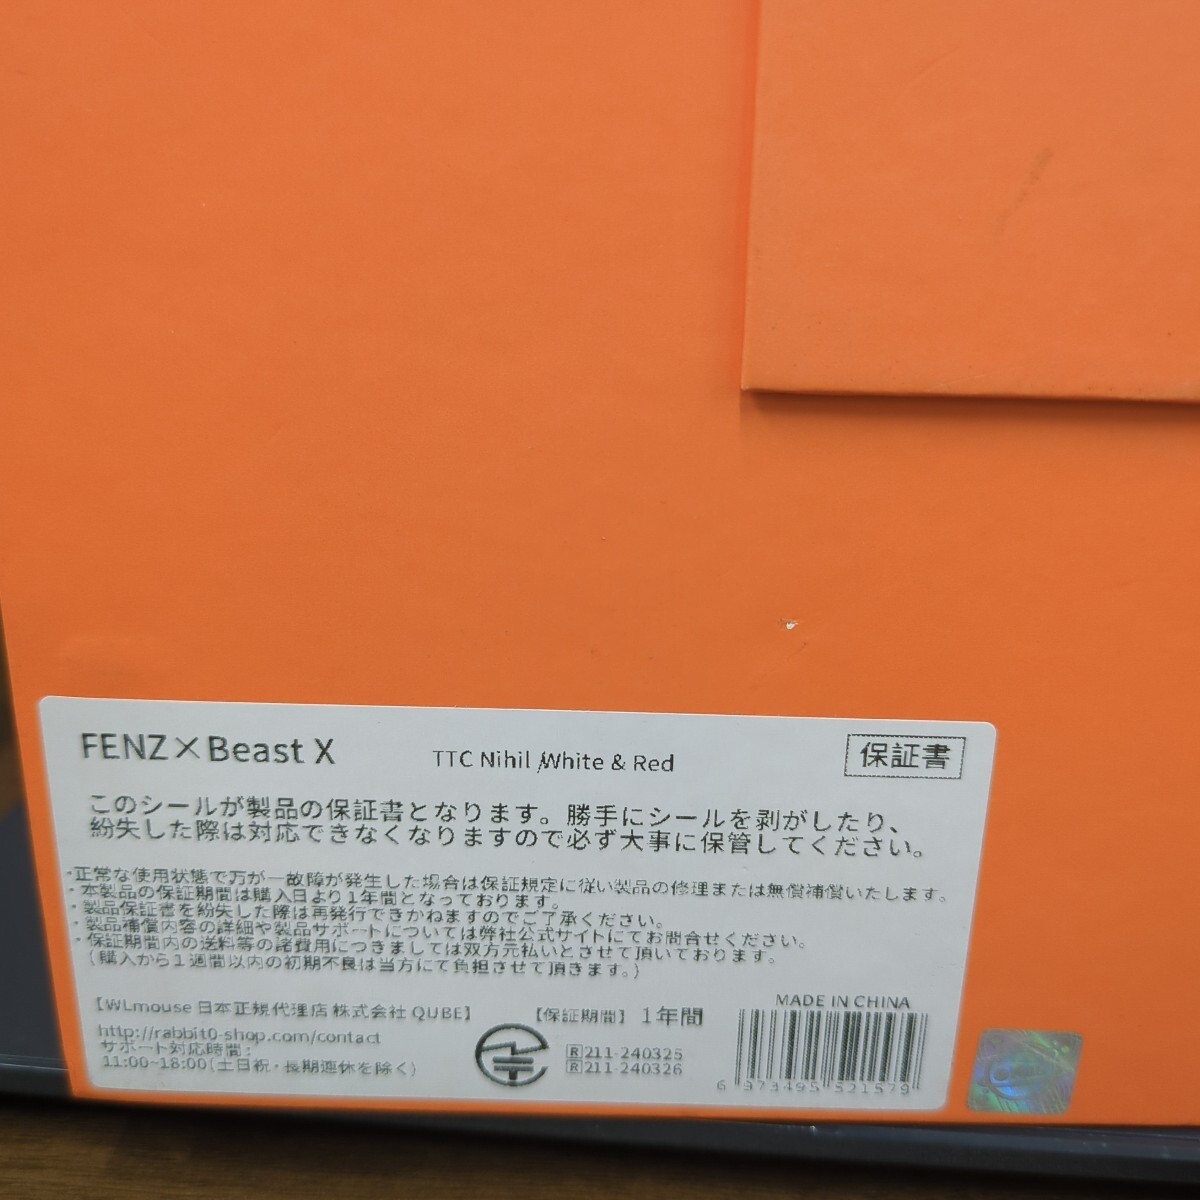 FENZ×Beast X
TTC Nihil /White & Red
保証書
このシールが製品の保証書となります。勝手にシールを剥がしたり、
紛失した際は対応できなくなりますので必ず大事に保管してください。
・正常な使用状態で万が一故障が発生した場合は保証規定に従い製品の修理または無償補償いたします。
・本製品の保証期間は購入日より1年間となっております。
・製品保証書を紛失した際は再発行できかねますのでご了承ください。
・製品補償内容の詳細や製品サポートについては弊社公式サイトにてお問合せください。
・保証期間内の送料等の諸費用につきましては双方元払いとさせて頂いております。
(購入から1週間以内の初期不良は当方にて負担させて頂きます。)
【WLmouse 日本正規代理店 株式会社 QUBE】
【保証期間】 1年間
http://rabbit0-shop.com/contact
サポート対応時間：
11:00~18:00(土日祝・長期連休を除く)
R 211-240325
R 211-240326
MADE IN CHINA
6 973495 521579